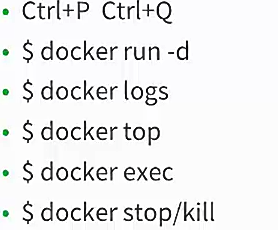 Ctrl+P Ctrl+Q
$ docker run -d
$ docker logs
$ docker top
$ docker exec
$ docker stop/kill